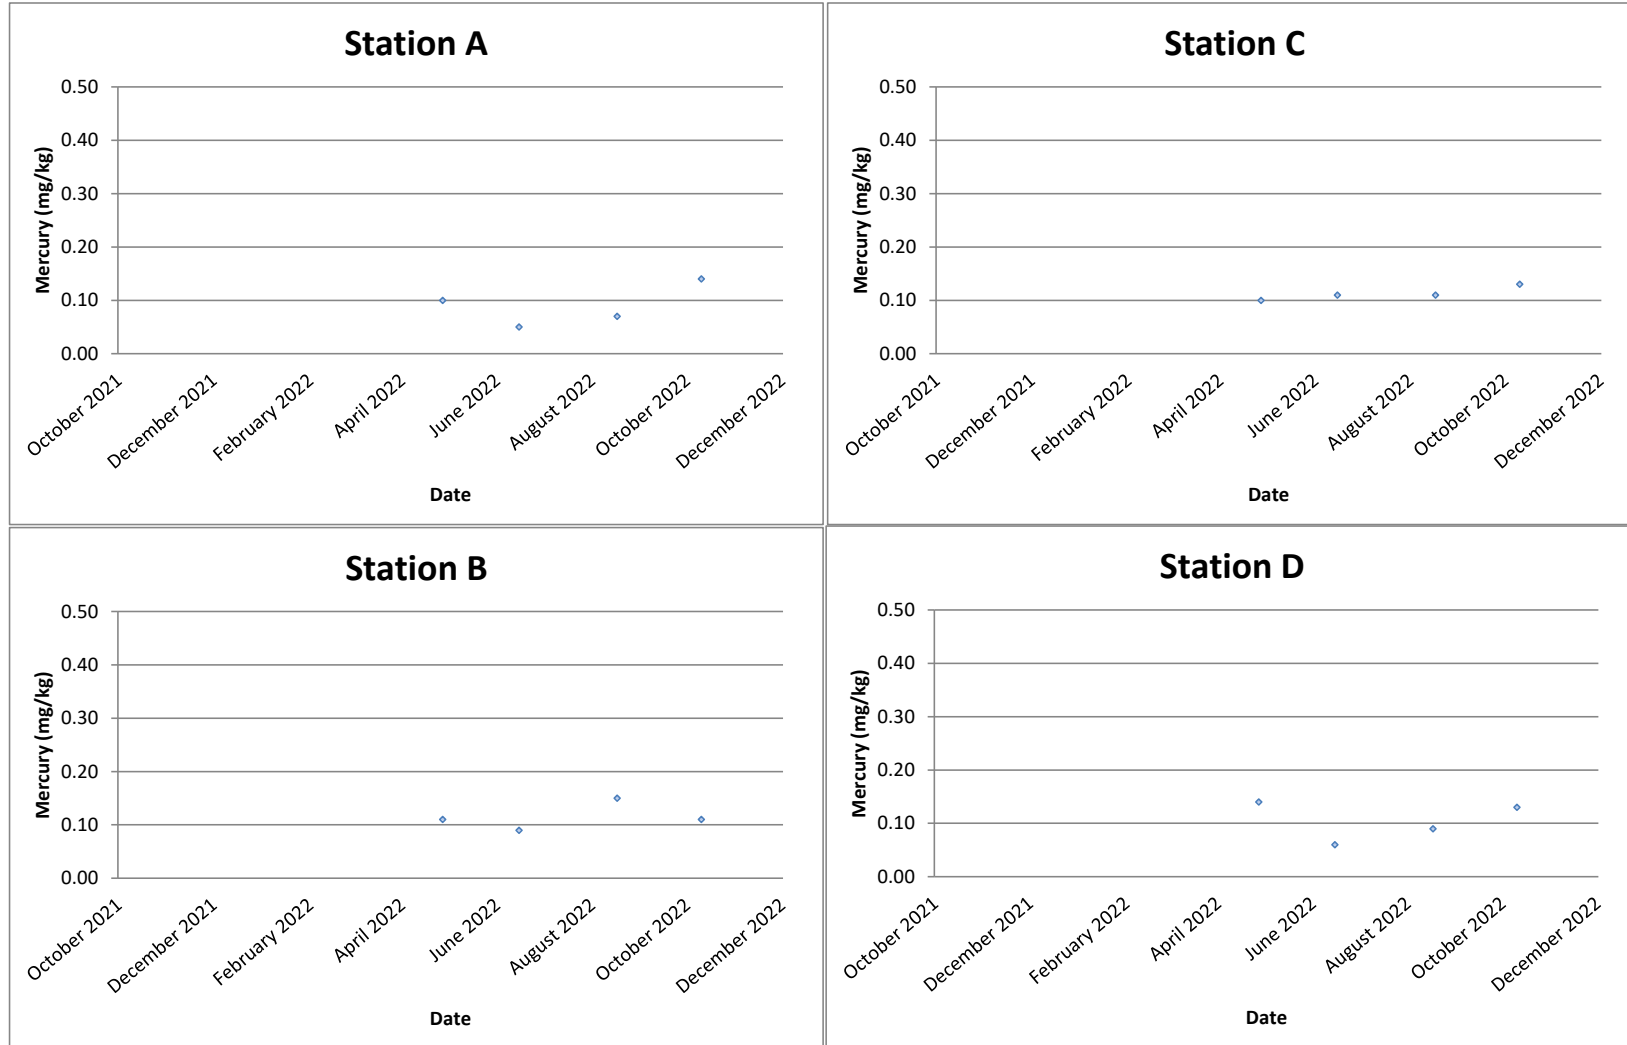 Station A
0.50
0.40
0.30
0.20
0.10
0.00
Mercury (mg/kg)
October 2021
December 2021
February 2022
April 2022
June 2022
August 2022
October 2022
December 2022
Date
Station C
0.50
0.40
0.30
0.20
0.10
0.00
Mercury (mg/kg)
October 2021
December 2021
February 2022
April 2022
June 2022
August 2022
October 2022
December 2022
Date
Station B
0.50
0.40
0.30
0.20
0.10
0.00
Mercury (mg/kg)
October 2021
December 2021
February 2022
April 2022
June 2022
August 2022
October 2022
December 2022
Date
Station D
0.50
0.40
0.30
0.20
0.10
0.00
Mercury (mg/kg)
October 2021
December 2021
February 2022
April 2022
June 2022
August 2022
October 2022
December 2022
Date